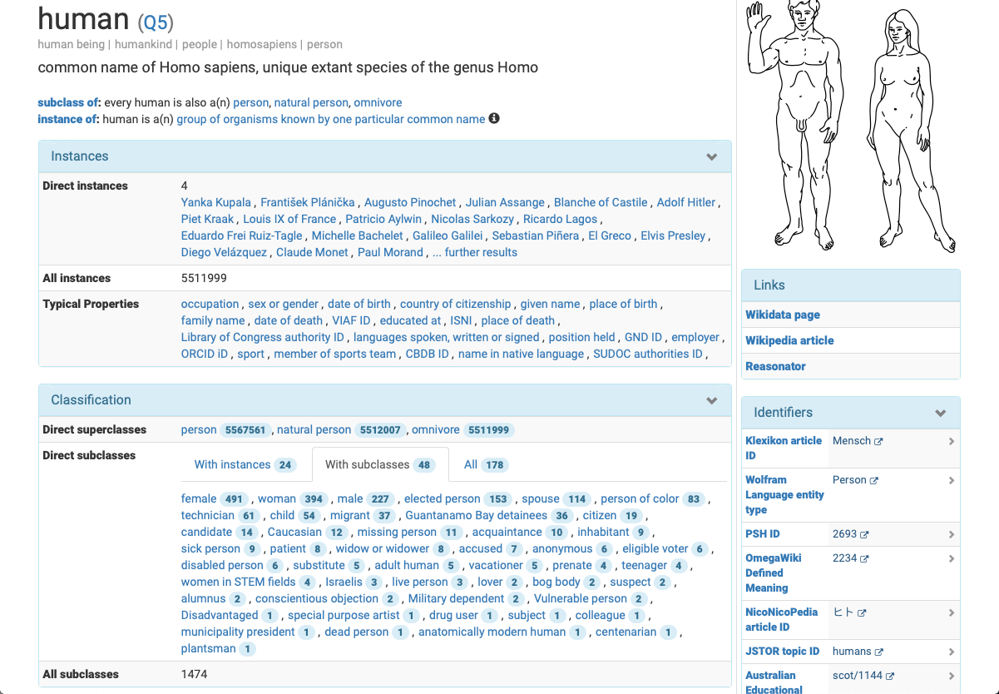 human (Q5)
human being | humankind | people | homosapiens | person
common name of Homo sapiens, unique extant species of the genus Homo
subclass of: every human is also a(n) person, natural person, omnivore
instance of: human is a(n) group of organisms known by one particular common name
Instances
Direct instances
4
Yanka Kupala , František Plánička , Augusto Pinochet , Julian Assange , Blanche of Castile , Adolf Hitler ,
Piet Kraak , Louis IX of France , Patricio Aylwin , Nicolas Sarkozy , Ricardo Lagos ,
Eduardo Frei Ruiz-Tagle , Michelle Bachelet , Galileo Galilei , Sebastian Piñera , El Greco , Elvis Presley ,
Diego Velázquez , Claude Monet , Paul Morand , ... further results
All instances
5511999
Typical Properties
occupation , sex or gender , date of birth , country of citizenship , given name , place of birth ,
family name , date of death , VIAF ID , educated at , ISNI , place of death ,
Library of Congress authority ID , languages spoken, written or signed , position held , GND ID , employer ,
ORCID iD , sport , member of sports team , CBDB ID , name in native language , SUDOC authorities ID ,
Classification
Direct superclasses
person 5567561 , natural person 5512007 , omnivore 5511999
Direct subclasses
With instances 24
With subclasses 48
All 178
female 491 , woman 394 , male 227 , elected person 153 , spouse 114 , person of color 83 ,
technician 61 , child 54 , migrant 37 , Guantanamo Bay detainees 36 , citizen 19 ,
candidate 14 , Caucasian 12 , missing person 11 , acquaintance 10 , inhabitant 9 ,
sick person 9 , patient 8 , widow or widower 8 , accused 7 , anonymous 6 , eligible voter 6 ,
disabled person 6 , substitute 5 , adult human 5 , vacationer 5 , prenate 4 , teenager 4 ,
women in STEM fields 4 , Israelis 3 , live person 3 , lover 2 , bog body 2 , suspect 2 ,
alumnus 2 , conscientious objection 2 , Military dependent 2 , Vulnerable person 2 ,
Disadvantaged 1 , special purpose artist 1 , drug user 1 , subject 1 , colleague 1 ,
municipality president 1 , dead person 1 , anatomically modern human 1 , centenarian 1 ,
plantsman 1
All subclasses
1474
Links
Wikidata page
Wikipedia article
Reasonator
Identifiers
Klexikon article
ID
Mensch
Wolfram
Language entity
type
Person
PSH ID
2693
OmegaWiki
Defined
Meaning
2234
NicoNicoPedia
article ID
ヒト
JSTOR topic ID
humans
Australian
Educational
scot/1144